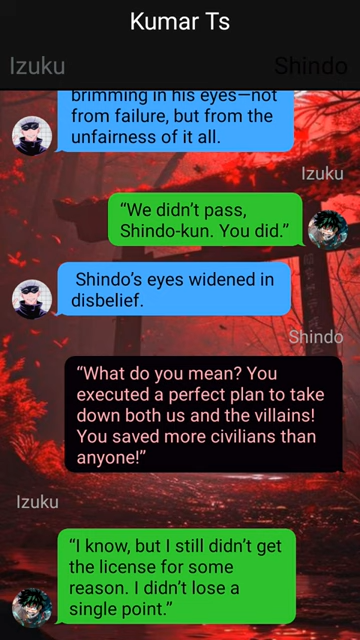 Kumar Ts
Izuku
Shindo
brimming in his eyes—not
from failure, but from the
unfairness of it all.
Izuku
“We didn’t pass,
Shindo-kun. You did.”
Shindo’s eyes widened in
disbelief.
Shindo
“What do you mean? You
executed a perfect plan to take
down both us and the villains!
You saved more civilians than
anyone!”
Izuku
“I know, but I still didn’t get
the license for some
reason. I didn’t lose a
single point.”